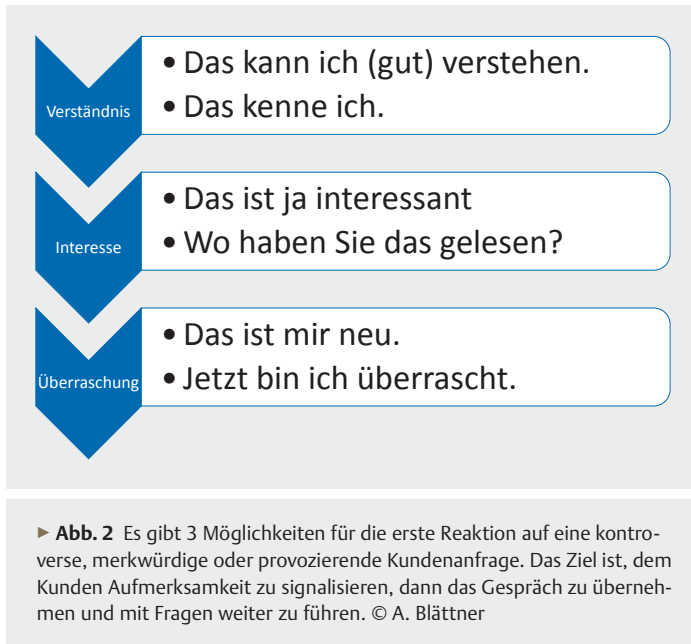 Verständnis
• Das kann ich (gut) verstehen.
• Das kenne ich.
Interesse
• Das ist ja interessant
• Wo haben Sie das gelesen?
Überraschung
• Das ist mir neu.
• Jetzt bin ich überrascht.
► Abb. 2 Es gibt 3 Möglichkeiten für die erste Reaktion auf eine kontro-
verse, merkwürdige oder provozierende Kundenanfrage. Das Ziel ist, dem
Kunden Aufmerksamkeit zu signalisieren, dann das Gespräch zu überneh-
men und mit Fragen weiter zu führen. © A. Blättner